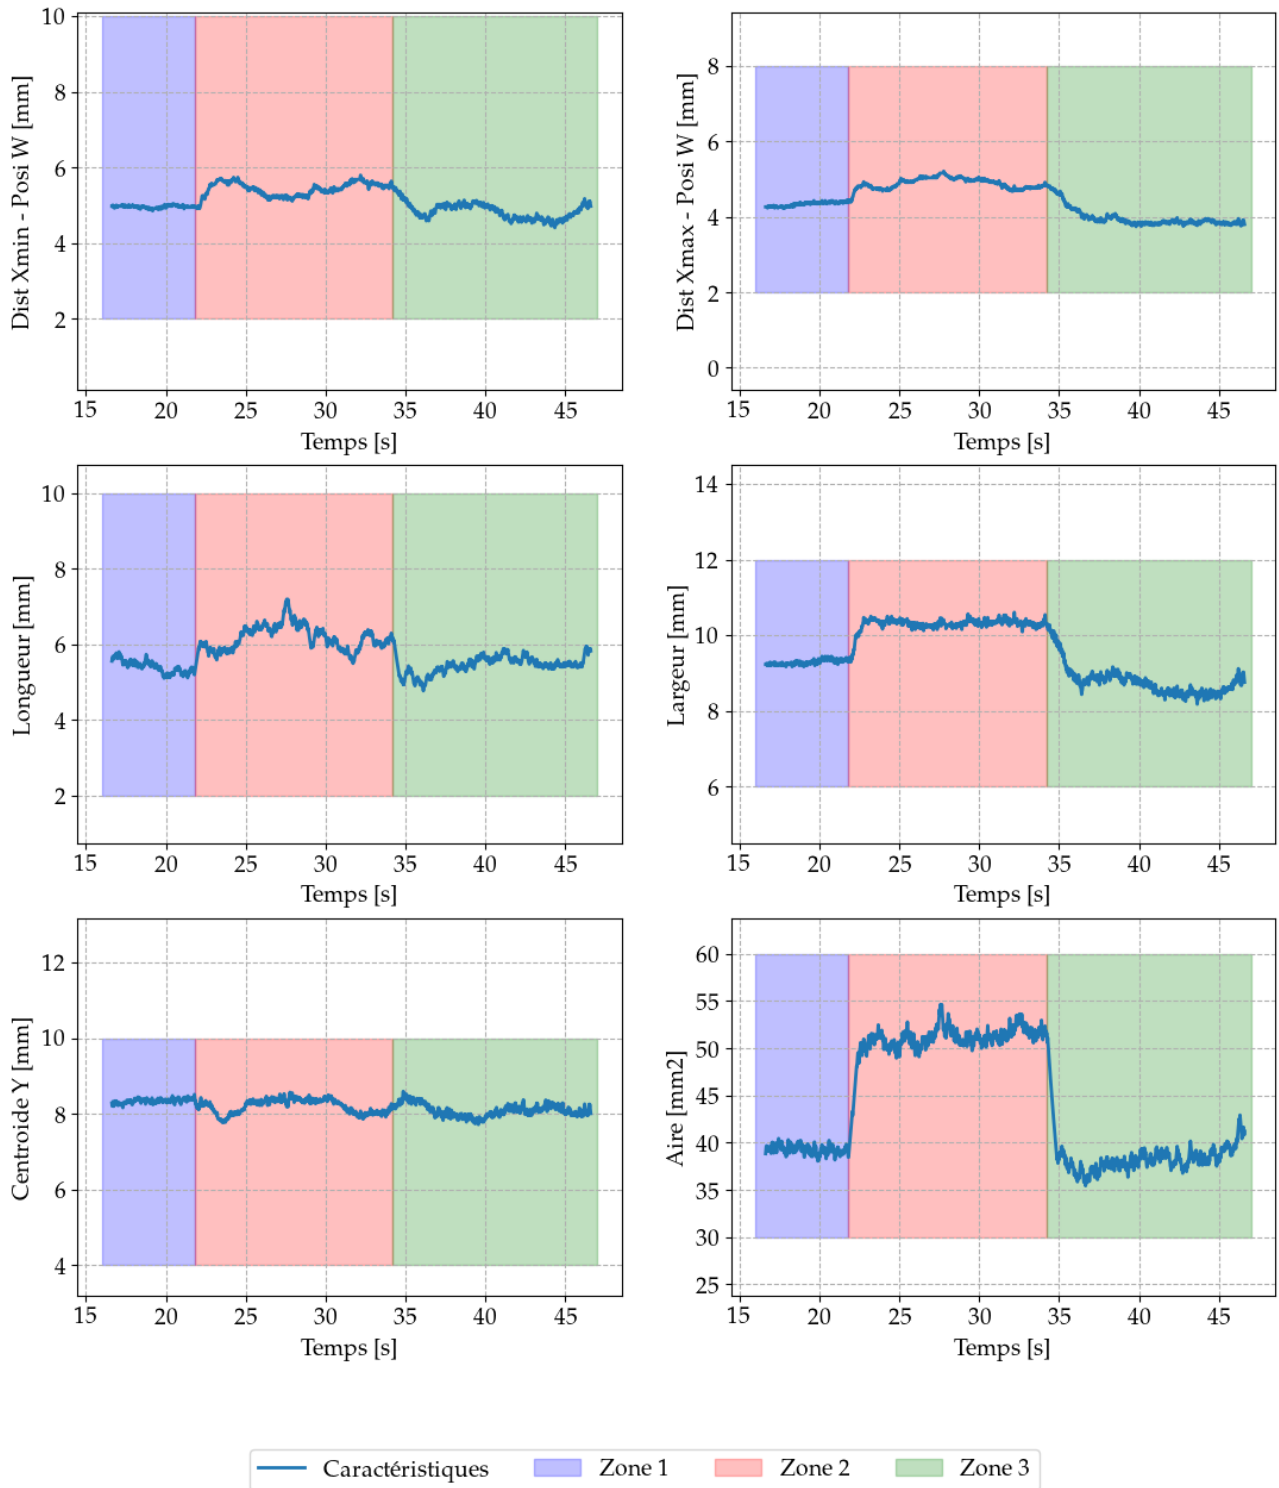 Dist Xmin - Posi W [mm]
10
8
6
4
2
15 20 25 30 35 40 45
Temps [s]
Dist Xmax - Posi W [mm]
8
6
4
2
0
15 20 25 30 35 40 45
Temps [s]
Longueur [mm]
10
8
6
4
2
15 20 25 30 35 40 45
Temps [s]
Largeur [mm]
14
12
10
8
6
15 20 25 30 35 40 45
Temps [s]
Centroide Y [mm]
12
10
8
6
4
15 20 25 30 35 40 45
Temps [s]
Aire [mm2]
60
55
50
45
40
35
30
25
15 20 25 30 35 40 45
Temps [s]
Caractéristiques Zone 1 Zone 2 Zone 3